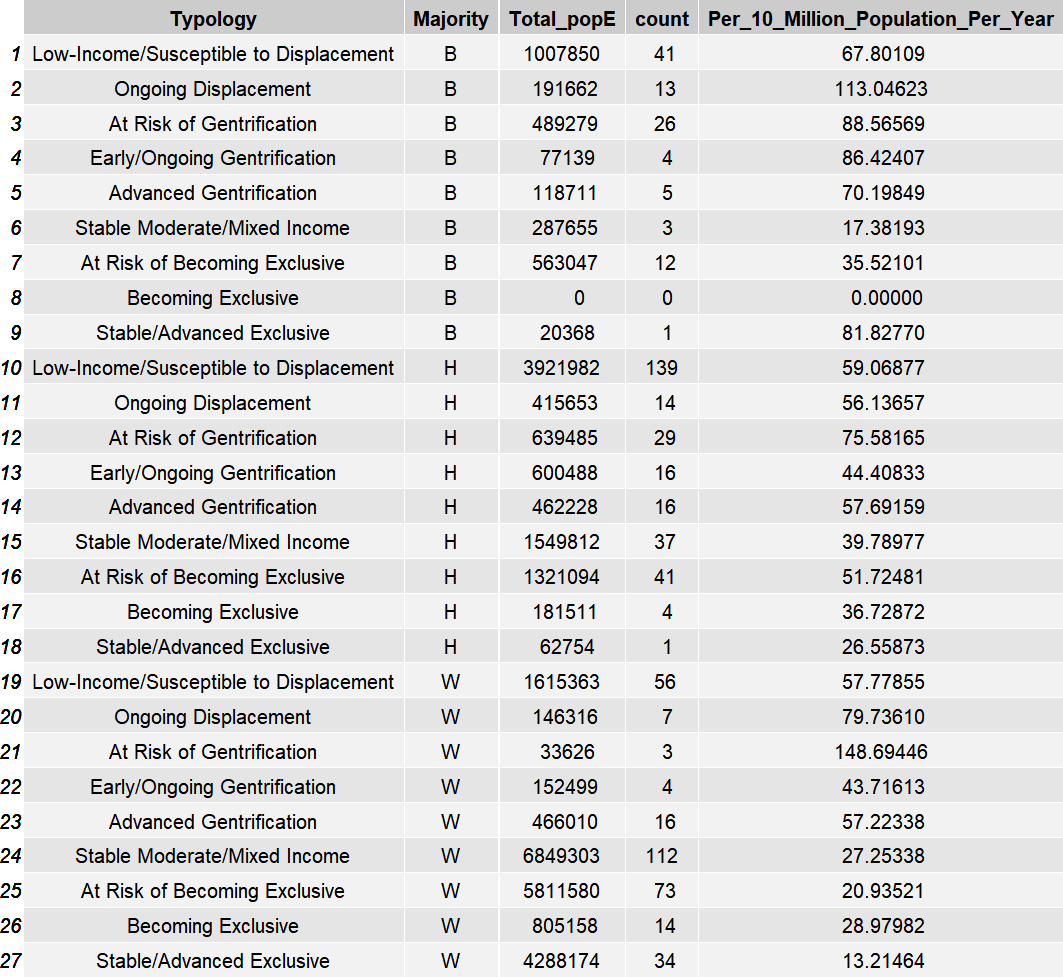 Typology Majority Total_popE count Per_10_Million_Population_Per_Year
1 Low-Income/Susceptible to Displacement B 1007850 41 67.80109
2 Ongoing Displacement B 191662 13 113.04623
3 At Risk of Gentrification B 489279 26 88.56569
4 Early/Ongoing Gentrification B 77139 4 86.42407
5 Advanced Gentrification B 118711 5 70.19849
6 Stable Moderate/Mixed Income B 287655 3 17.38193
7 At Risk of Becoming Exclusive B 563047 12 35.52101
8 Becoming Exclusive B 0 0 0.00000
9 Stable/Advanced Exclusive B 20368 1 81.82770
10 Low-Income/Susceptible to Displacement H 3921982 139 59.06877
11 Ongoing Displacement H 415653 14 56.13657
12 At Risk of Gentrification H 639485 29 75.58165
13 Early/Ongoing Gentrification H 600488 16 44.40833
14 Advanced Gentrification H 462228 16 57.69159
15 Stable Moderate/Mixed Income H 1549812 37 39.78977
16 At Risk of Becoming Exclusive H 1321094 41 51.72481
17 Becoming Exclusive H 181511 4 36.72872
18 Stable/Advanced Exclusive H 62754 1 26.55873
19 Low-Income/Susceptible to Displacement W 1615363 56 57.77855
20 Ongoing Displacement W 146316 7 79.73610
21 At Risk of Gentrification W 33626 3 148.69446
22 Early/Ongoing Gentrification W 152499 4 43.71613
23 Advanced Gentrification W 466010 16 57.22338
24 Stable Moderate/Mixed Income W 6849303 112 27.25338
25 At Risk of Becoming Exclusive W 5811580 73 20.93521
26 Becoming Exclusive W 805158 14 28.97982
27 Stable/Advanced Exclusive W 4288174 34 13.21464